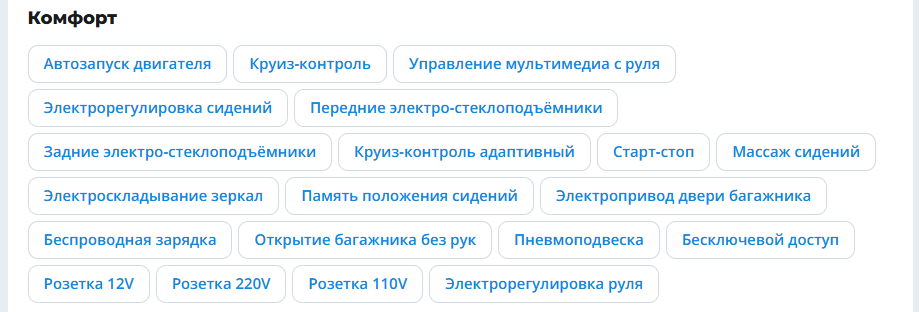 Комфорт
Автозапуск двигателя Круиз-контроль Управление мультимедиа с руля
Электрорегулировка сидений Передние электро-стеклоподъёмники
Задние электро-стеклоподъёмники Круиз-контроль адаптивный Старт-стоп Массаж сидений
Электроскладывание зеркал Память положения сидений Электропривод двери багажника
Беспроводная зарядка Открытие багажника без рук Пневмоподвеска Бесключевой доступ
Розетка 12V Розетка 220V Розетка 110V Электрорегулировка руля